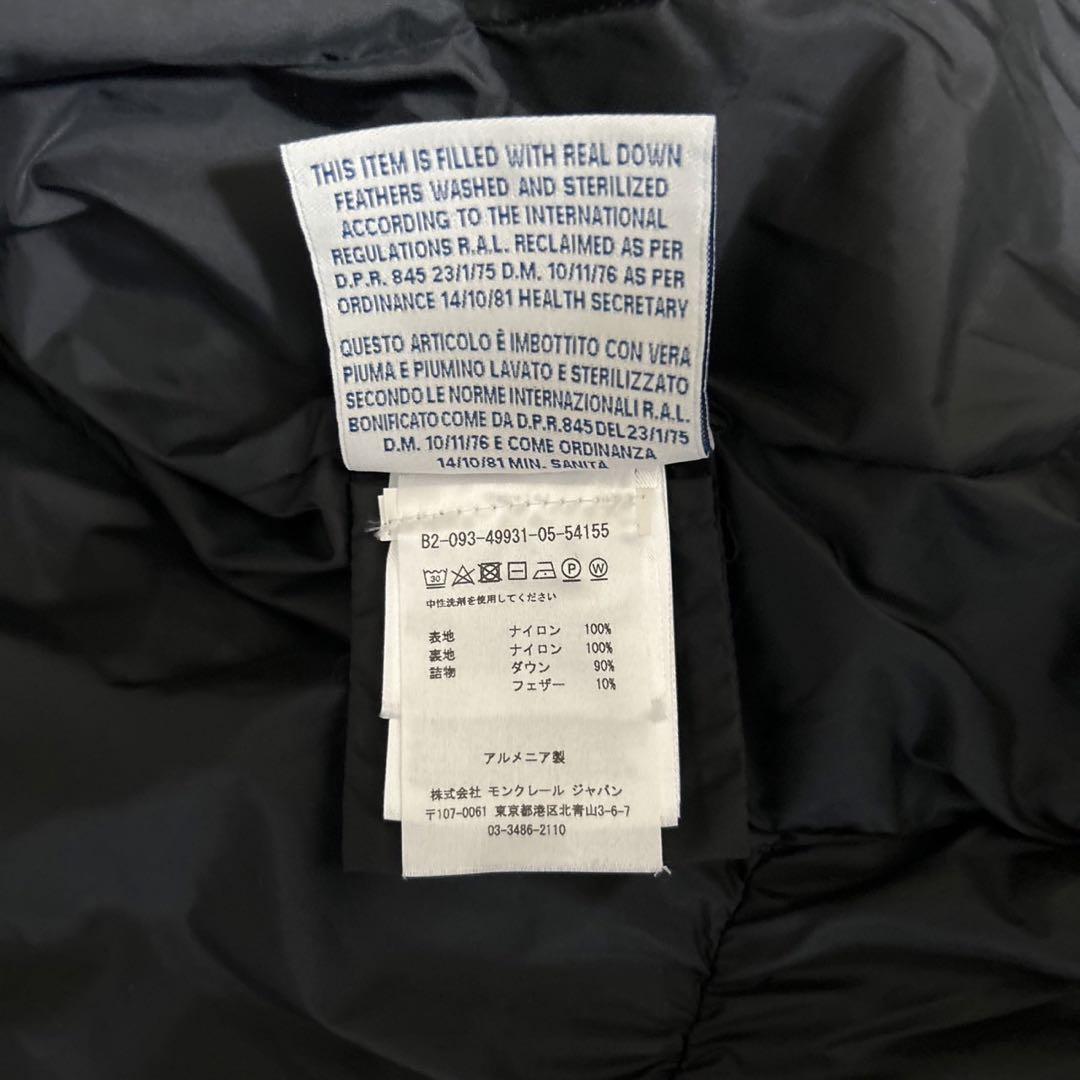 THIS ITEM IS FILLED WITH REAL DOWN
FEATHERS WASHED AND STERILIZED
ACCORDING TO THE INTERNATIONAL
REGULATIONS R.A.L. RECLAIMED AS PER
D.P.R. 845 23/1/75 D.M. 10/11/76 AS PER
ORDINANCE 14/10/81 HEALTH SECRETARY
QUESTO ARTICOLO È IMBOTTITO CON VERA
PIUMA E PIUMINO LAVATO E STERILIZZATO
SECONDO LE NORME INTERNAZIONALI R.A.L.
BONIFICATO COME DA D.P.R. 845 DEL 23/1/75
D.M. 10/11/76 E COME ORDINANZA
14/10/81 MIN. SANITA
B2-093-49931-05-54155
30 P W
中性洗剤を使用してください
表地 ナイロン 100%
裏地 ナイロン 100%
詰物 ダウン 90%
フェザー 10%
アルメニア製
株式会社 モンクレール ジャパン
〒107-0061 東京都港区北青山3-6-7
03-3486-2110